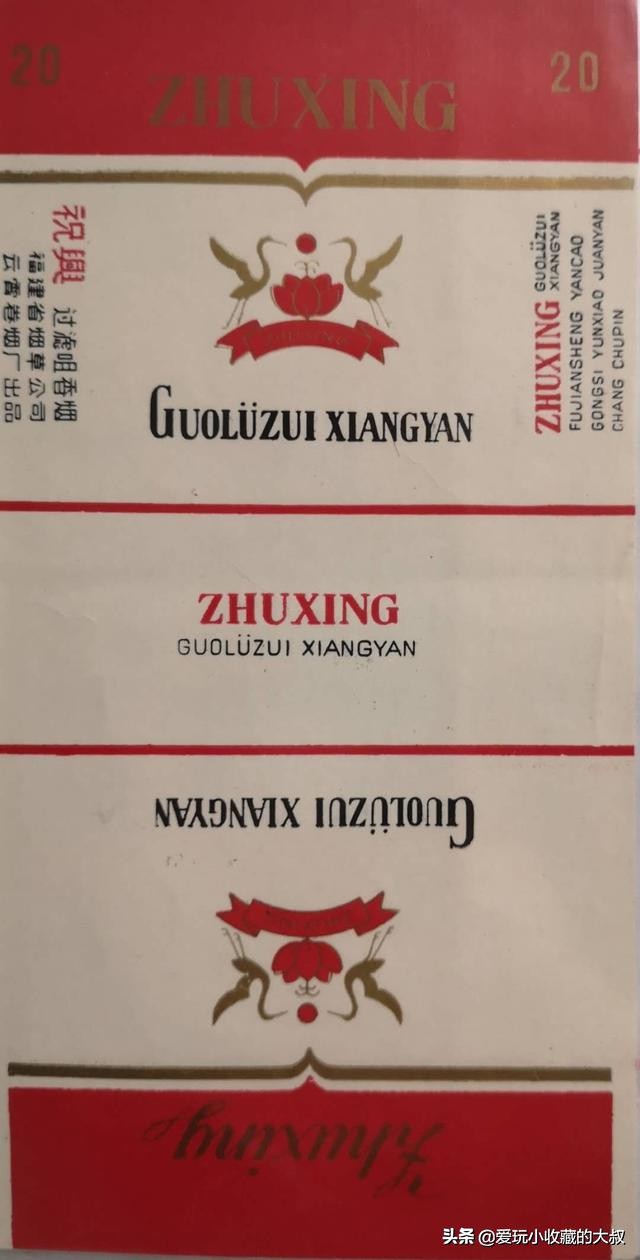 20
ZHUXING
20
祝興 过滤咀香烟
福建省烟草公司
云霄卷烟厂出品
ZHUXING
GUOLÜZUI XIANGYAN
ZHUXING GUOLÜZUI
XIANGYAN
FUJIANSHENG YANCAO
GONGSI YUNXIAO JUANYAN
CHANG CHUPIN
ZHUXING
GUOLÜZUI XIANGYAN
GUOLÜZUI XIANGYAN
ZHUXING
Zhuxing
头条 @爱玩小收藏的大叔